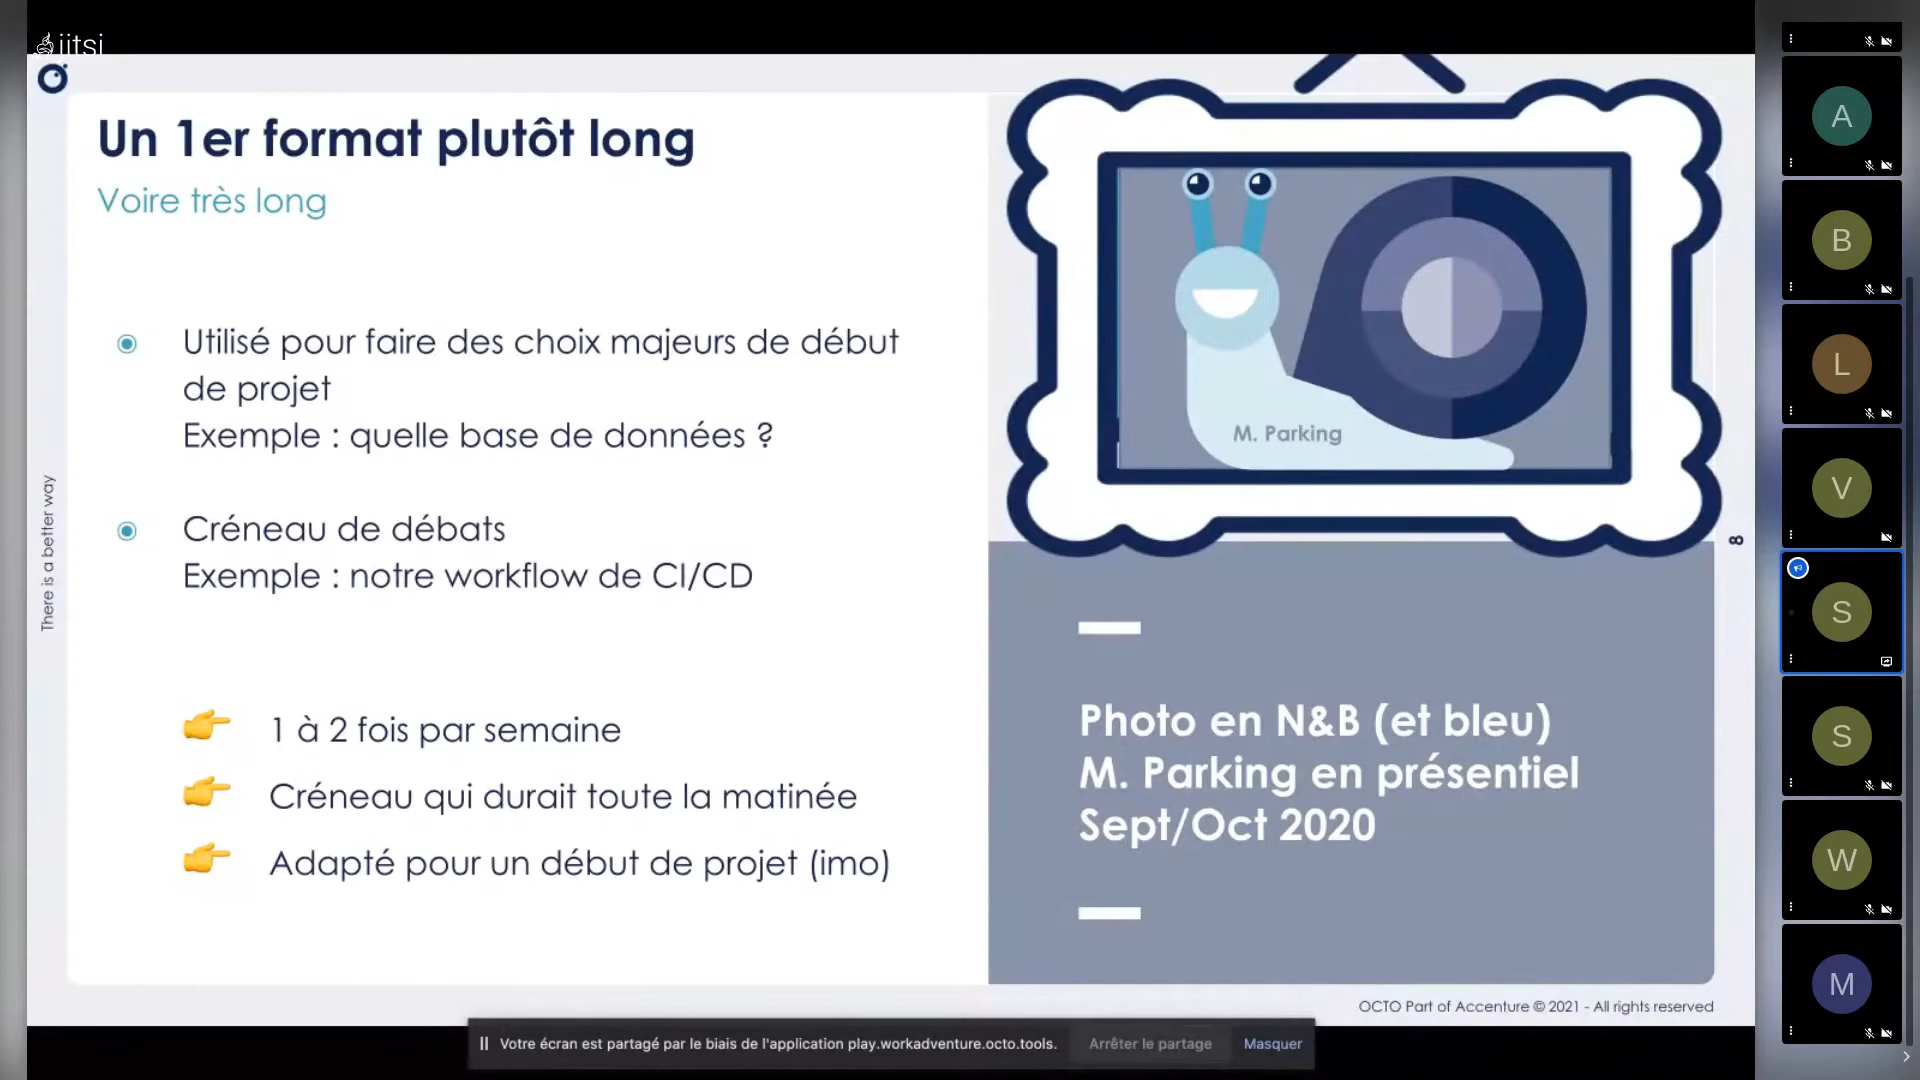 jitsi
Un 1er format plutôt long
Voire très long
Utilisé pour faire des choix majeurs de début
de projet
Exemple : quelle base de données ?
Créneau de débats
Exemple : notre workflow de CI/CD
👉 1 à 2 fois par semaine
👉 Créneau qui durait toute la matinée
👉 Adapté pour un début de projet (imo)
There is a better way
M. Parking
8
Photo en N&B (et bleu)
M. Parking en présentiel
Sept/Oct 2020
OCTO Part of Accenture © 2021 - All rights reserved
Votre écran est partagé par le biais de l'application play.workadventure.octo.tools.
Arrêter le partage
Masquer
A
B
L
V
S
S
W
M